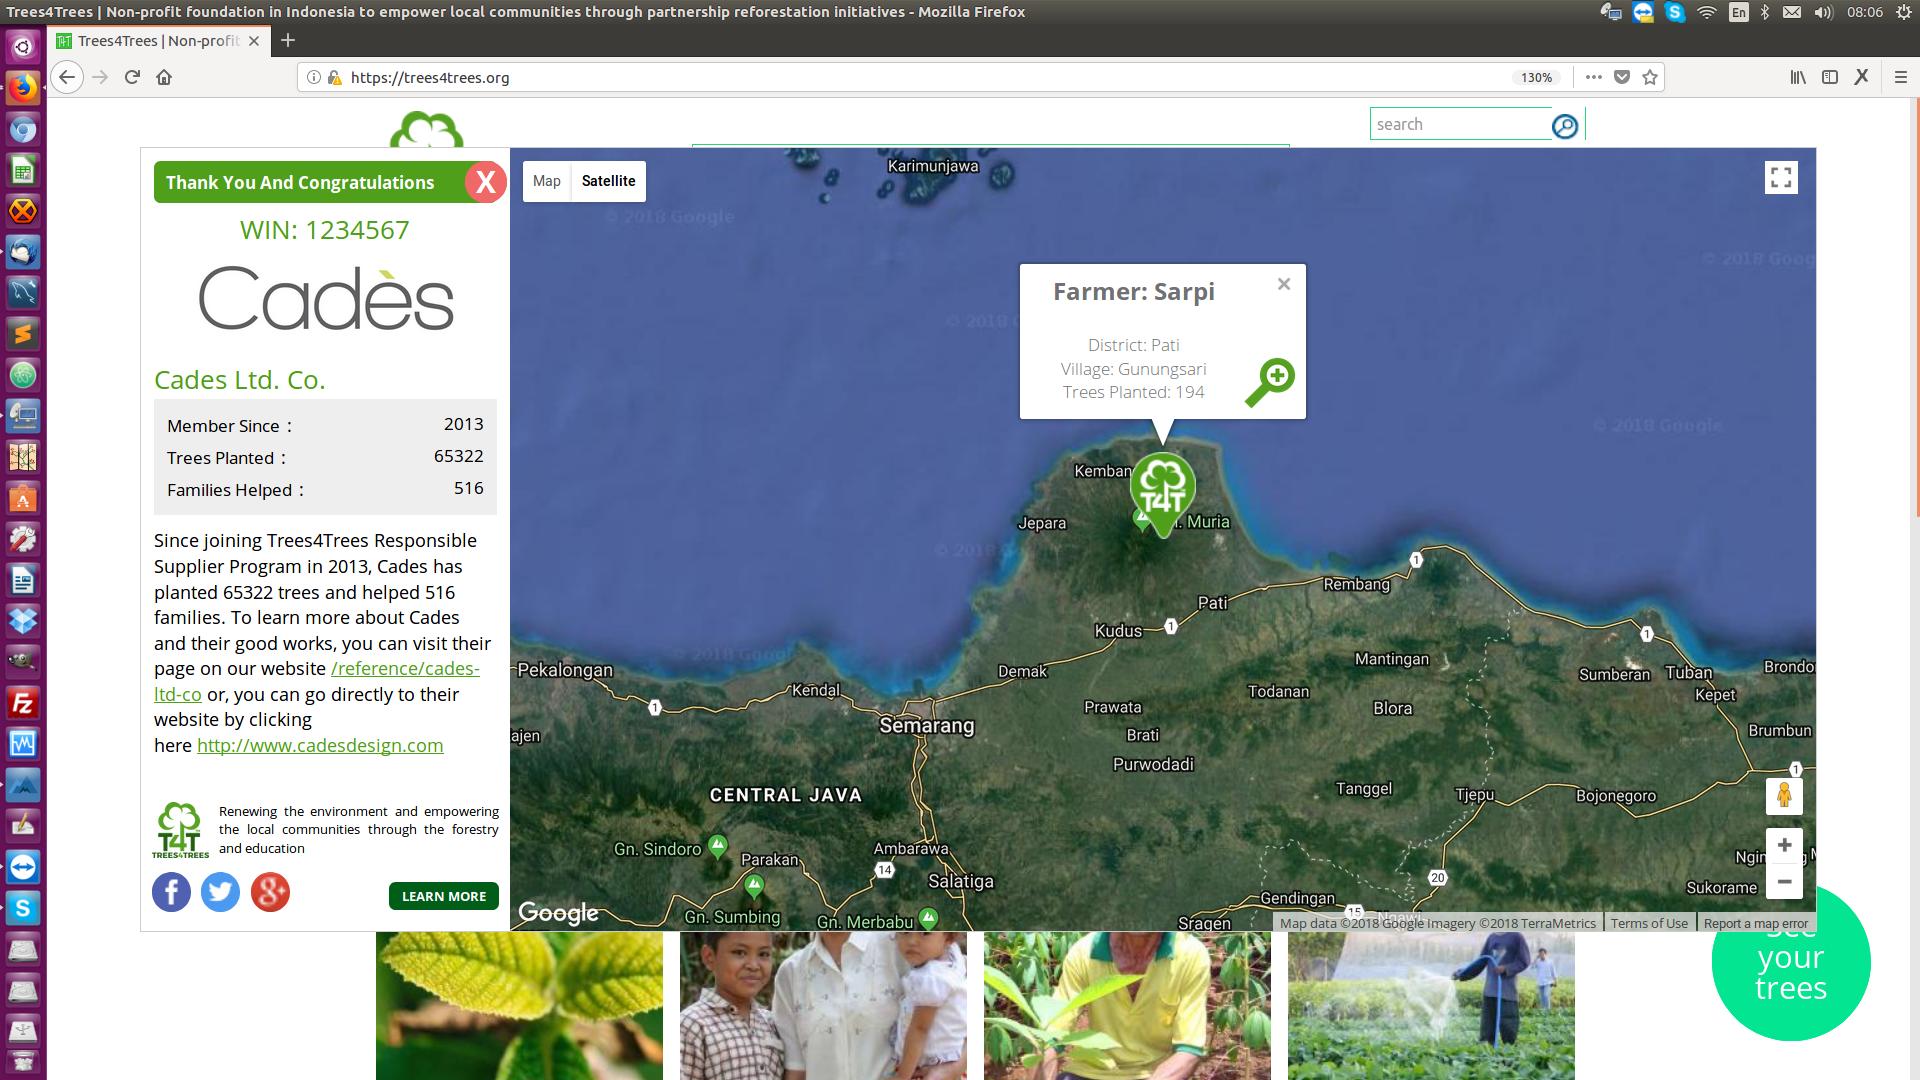 Trees4Trees | Non-profit foundation in Indonesia to empower local communities through partnership reforestation initiatives - Mozilla Firefox
En
08:06
Trees4Trees | Non-profit
https://trees4trees.org
130%
search
Thank You And Congratulations
X
WIN: 1234567
Cadès
Cades Ltd. Co.
Member Since : 2013
Trees Planted : 65322
Families Helped : 516
Since joining Trees4Trees Responsible
Supplier Program in 2013, Cades has
planted 65322 trees and helped 516
families. To learn more about Cades
and their good works, you can visit their
page on our website /reference/cades-
ltd-co or, you can go directly to their
website by clicking
here http://www.cadesdesign.com
T4T
TREES4TREES
Renewing the environment and empowering
the local communities through the forestry
and education
LEARN MORE
Map Satellite
Karimunjawa
© 2018 Google
© 2018 Goog
© 2018 G
© 2018 Google
© 2018 G
© 2018 Google
Farmer: Sarpi
District: Pati
Village: Gunungsari
Trees Planted: 194
Kemban
T4T
Jepara
. Muria
1
Rembang
Pati
Kudus
1
1
Pekalongan
Demak
Mantingan
Sumberan
Tuban
Brondo
Kendal
Todanan
Kepet
1
Prawata
Blora
Semarang
ajen
Brati
Brumbun
Purwodadi
1
CENTRAL JAVA
Tanggel
Tjepu
Bojonegoro
Gn. Sindoro
Ambarawa
Parakan
14
Ngin
Salatiga
20
Sukorame
Gendingan
Gn. Sumbing
15
Ngawi
Gn. Merbabu
Sragen
Google
Map data ©2018 Google Imagery ©2018 TerraMetrics
Terms of Use
Report a map error
see
your
trees